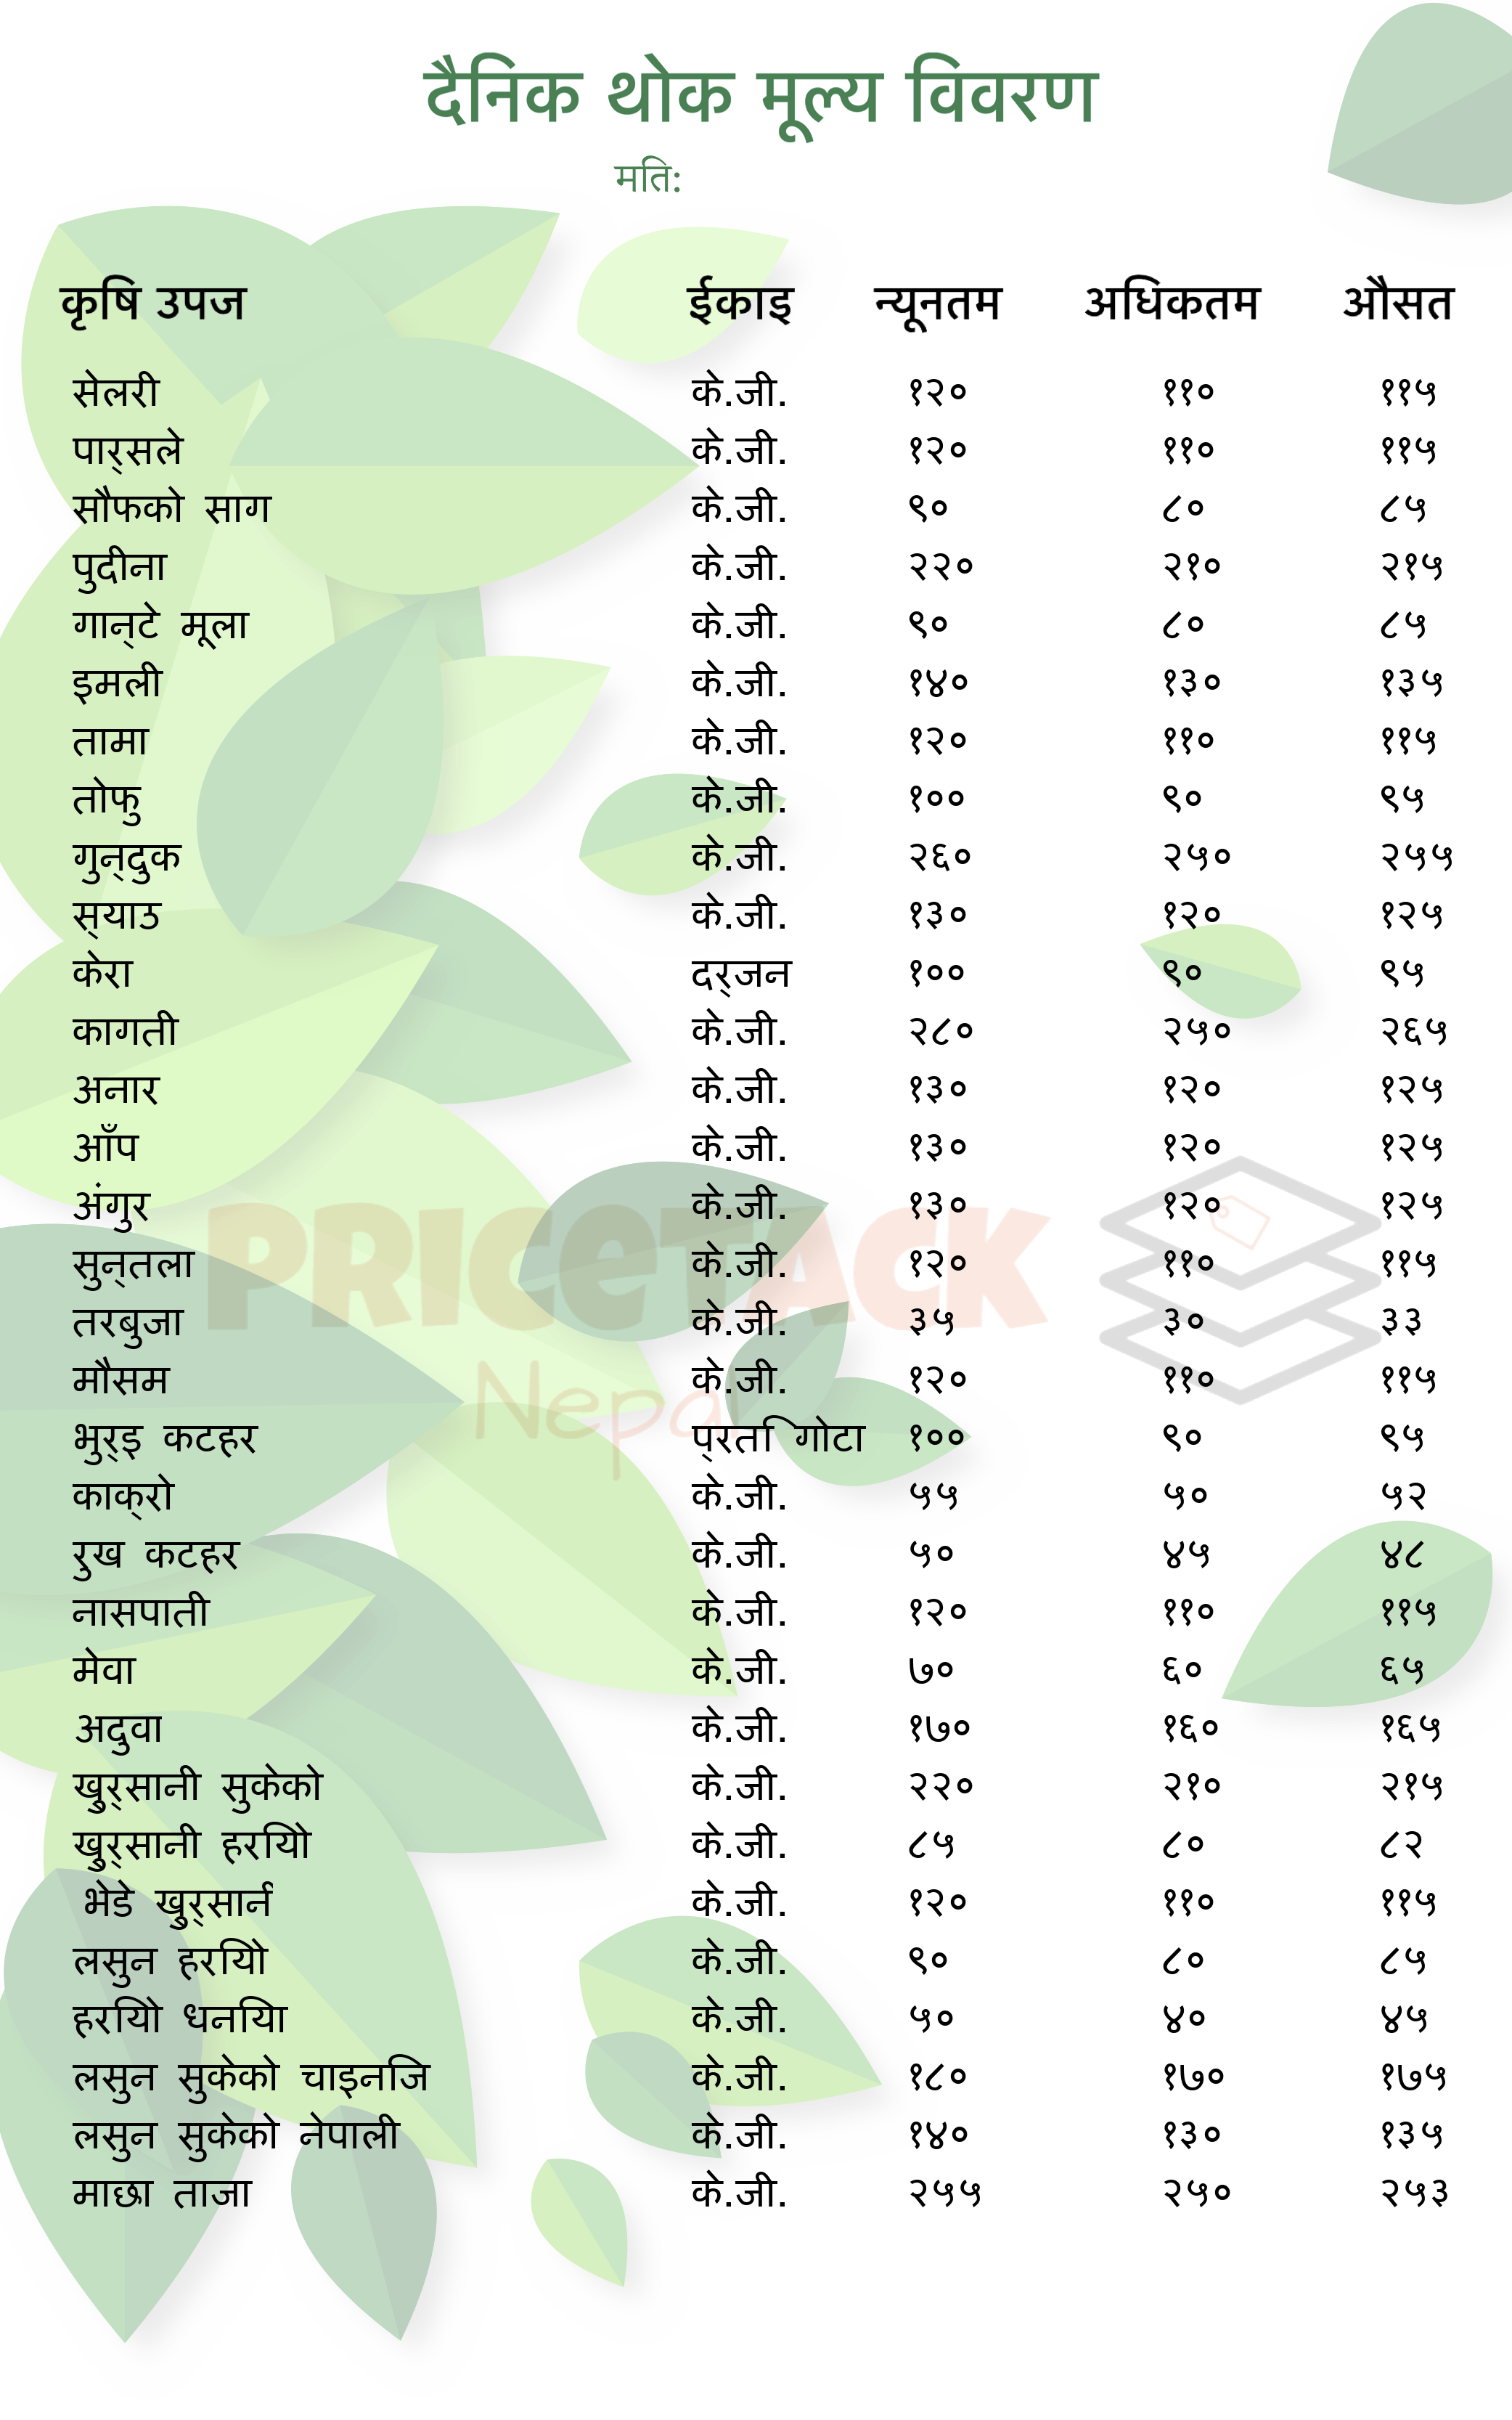 दैनिक थोक मूल्य विवरण
मति:
कृषि उपज ईकाइ न्यूनतम अधिकतम औसत
सेलरी के.जी. १२० ११० ११५
पार्‌सले के.जी. १२० ११० ११५
सौफको साग के.जी. ९० ८० ८५
पुदीना के.जी. २२० २१० २१५
गान्‌टे मूला के.जी. ९० ८० ८५
इमली के.जी. १४० १३० १३५
तामा के.जी. १२० ११० ११५
तोफु के.जी. १०० ९० ९५
गुन्‌दुक के.जी. २६० २५० २५५
स्‌याउ के.जी. १३० १२० १२५
केरा दर्‌जन १०० ९० ९५
कागती के.जी. २८० २५० २६५
अनार के.जी. १३० १२० १२५
आँप के.जी. १३० १२० १२५
अंगुर के.जी. १३० १२० १२५
PRICETACK
सुन्‌तला के.जी. १२० ११० ११५
तरबुजा के.जी. ३५ ३० ३३
मौसम के.जी. १२० ११० ११५
Nepal
भुर्‌इ कटहर प्‌रति गोटा १०० ९० ९५
काक्‌रो के.जी. ५५ ५० ५२
रुख कटहर के.जी. ५० ४५ ४८
नासपाती के.जी. १२० ११० ११५
मेवा के.जी. ७० ६० ६५
अदुवा के.जी. १७० १६० १६५
खुर्‌सानी सुकेको के.जी. २२० २१० २१५
खुर्‌सानी हरियो के.जी. ८५ ८० ८२
भेडे खुर्‌सार्न के.जी. १२० ११० ११५
लसुन हरियो के.जी. ९० ८० ८५
हरियो धनिया के.जी. ५० ४० ४५
लसुन सुकेको चाइनिज के.जी. १८० १७० १७५
लसुन सुकेको नेपाली के.जी. १४० १३० १३५
माछा ताजा के.जी. २५५ २५० २५३